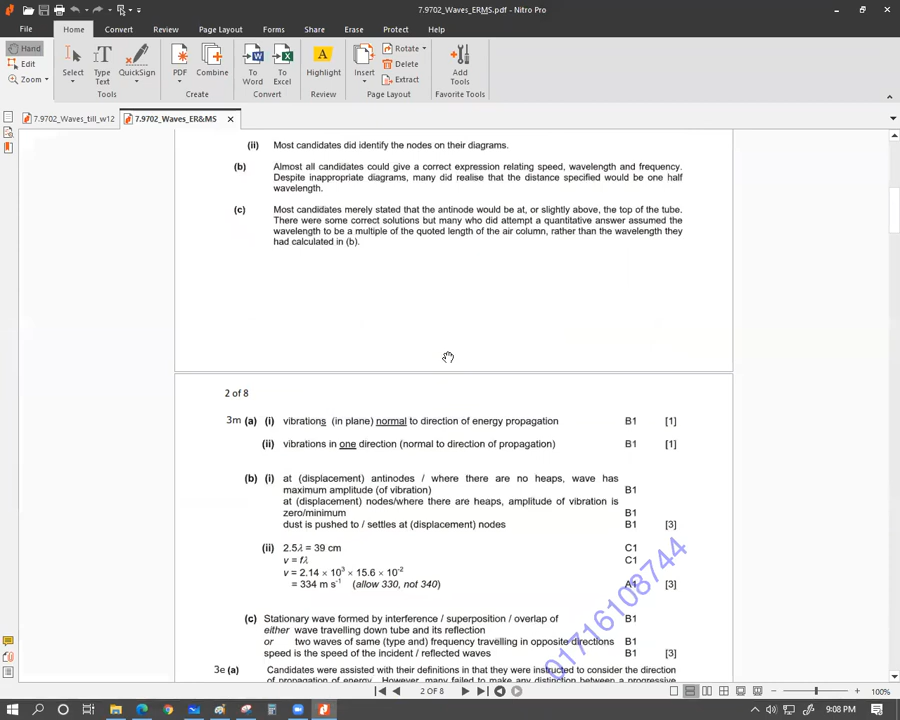 7.9702_Waves_ERMS.pdf - Nitro Pro
File Home Convert Review Page Layout Forms Share Erase Protect Help
Hand
Edit
Zoom
Select
Type Text
QuickSign
Tools
PDF
Combine
Create
To Word
To Excel
Convert
Highlight
Review
Insert
Rotate
Delete
Extract
Page Layout
Add Tools
Favorite Tools
7.9702_Waves_till_w12
7.9702_Waves_ER&MS
(ii) Most candidates did identify the nodes on their diagrams.
(b) Almost all candidates could give a correct expression relating speed, wavelength and frequency.
Despite inappropriate diagrams, many did realise that the distance specified would be one half
wavelength.
(c) Most candidates merely stated that the antinode would be at, or slightly above, the top of the tube.
There were some correct solutions but many who did attempt a quantitative answer assumed the
wavelength to be a multiple of the quoted length of the air column, rather than the wavelength they
had calculated in (b).
2 of 8
3m (a) (i) vibrations (in plane) normal to direction of energy propagation B1 [1]
(ii) vibrations in one direction (normal to direction of propagation) B1 [1]
(b) (i) at (displacement) antinodes / where there are no heaps, wave has
maximum amplitude (of vibration) B1
at (displacement) nodes/where there are heaps, amplitude of vibration is
zero/minimum B1
dust is pushed to / settles at (displacement) nodes B1 [3]
(ii) 2.5λ = 39 cm C1
v = fλ C1
v = 2.14 × 10³ × 15.6 × 10⁻²
= 334 m s⁻¹ (allow 330, not 340) A1 [3]
(c) Stationary wave formed by interference / superposition / overlap of B1
either wave travelling down tube and its reflection
or two waves of same (type and) frequency travelling in opposite directions B1
speed is the speed of the incident / reflected waves B1 [3]
01716108744
3e (a) Candidates were assisted with their definitions in that they were instructed to consider the direction
of propagation of energy. However, many failed to make any distinction between a progressive
2 OF 8
100%
9:08 PM